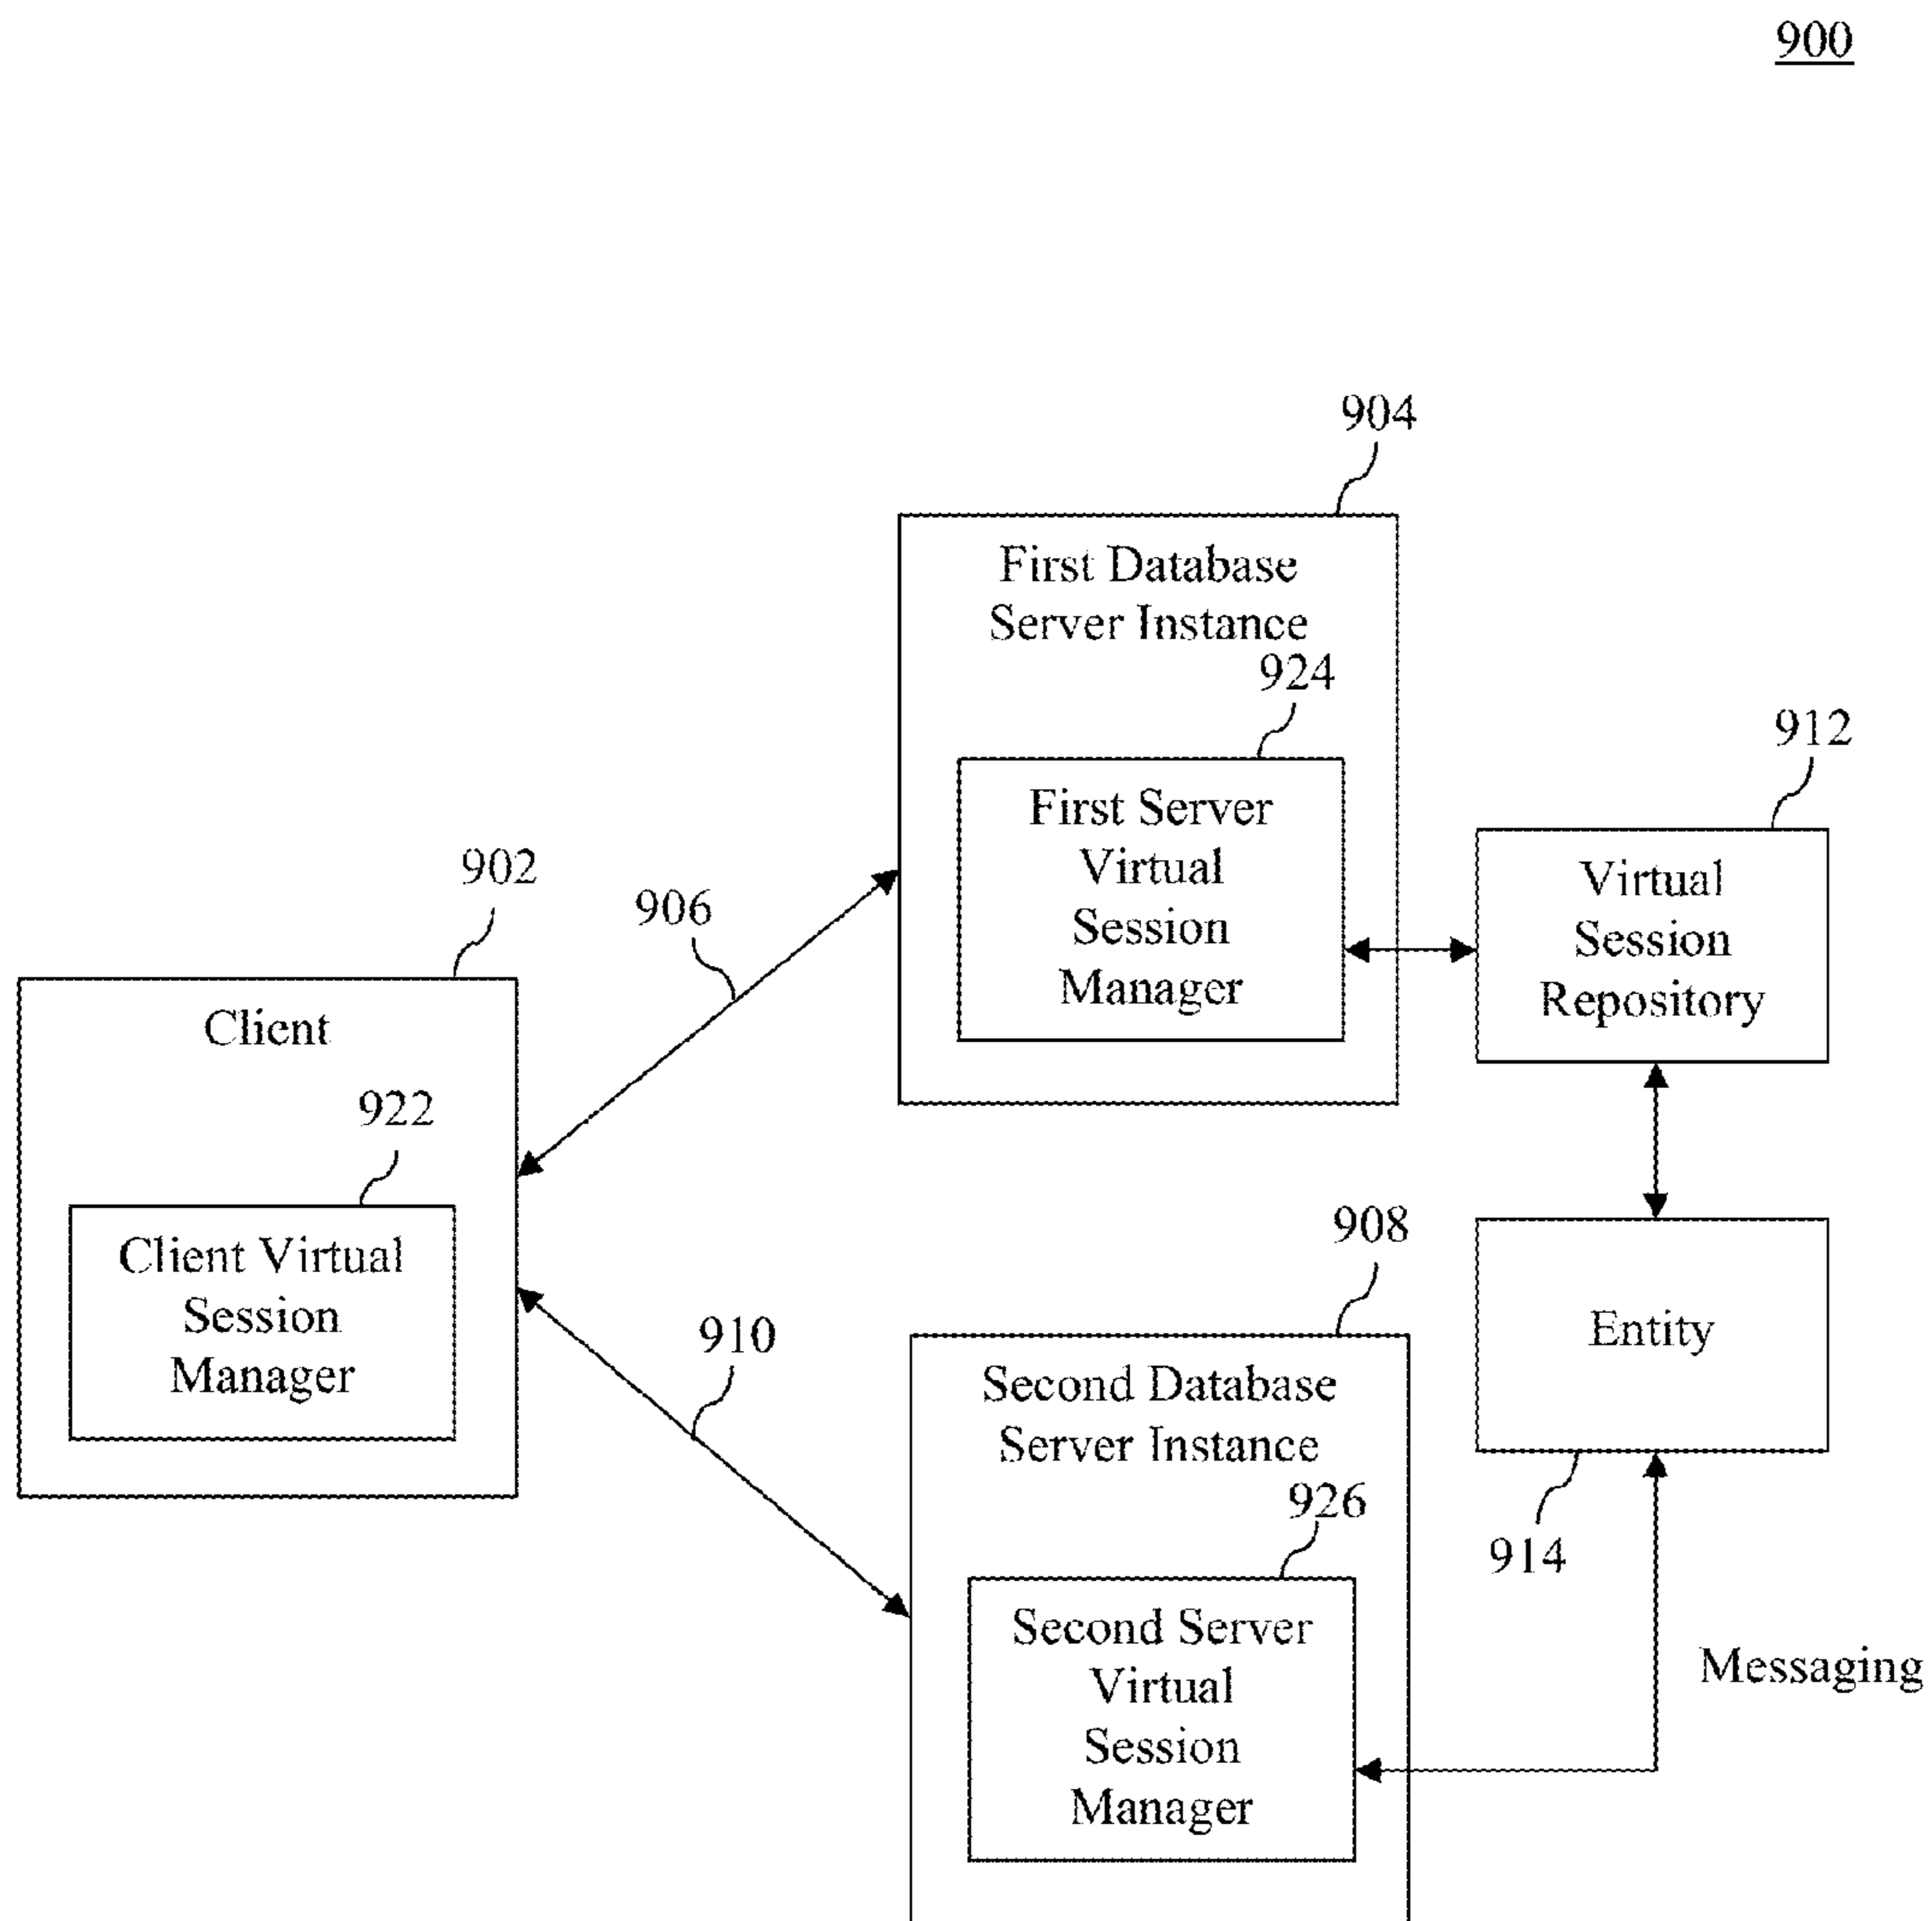 900
904
First Database
Server Instance
924
First Server
Virtual
Session
Manager
912
Virtual
Session
Repository
902
906
Client
922
Client Virtual
Session
Manager
910
908
Second Database
Server Instance
926
Second Server
Virtual
Session
Manager
Entity
914
Messaging